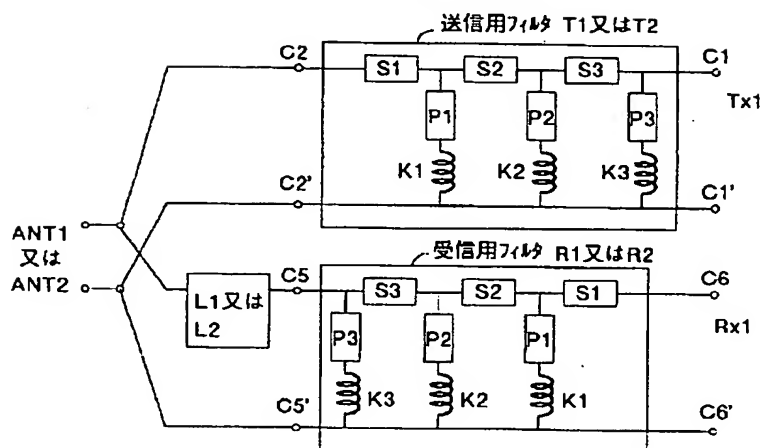 送信用フィルタ T1又はT2
C2
C1
S1
S2
S3
Tx1
P1
P2
P3
K1
K2
K3
C2'
C1'
ANT1
又は
ANT2
受信用フィルタ R1又はR2
C5
C6
L1又は
L2
S3
S2
S1
Rx1
P3
P2
P1
K3
K2
K1
C5'
C6'